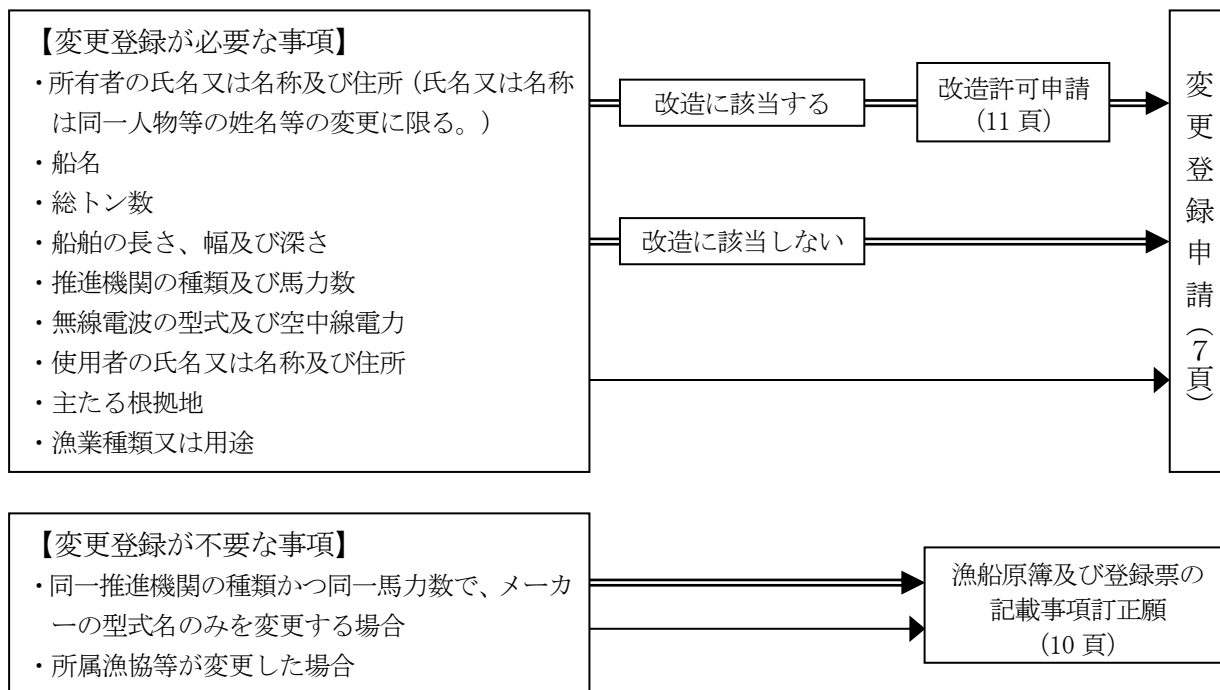 【変更登録が必要な事項】
・所有者の氏名又は名称及び住所（氏名又は名称
は同一人物等の姓名等の変更に限る。）
・船名
・総トン数
・船舶の長さ、幅及び深さ
・推進機関の種類及び馬力数
・無線電波の型式及び空中線電力
・使用者の氏名又は名称及び住所
・主たる根拠地
・漁業種類又は用途
改造に該当する
改造許可申請
(11 頁)
改造に該当しない
変更登録申請（7頁）
【変更登録が不要な事項】
・同一推進機関の種類かつ同一馬力数で、メーカ
ーの型式名のみを変更する場合
・所属漁協等が変更した場合
漁船原簿及び登録票の
記載事項訂正願
(10 頁)